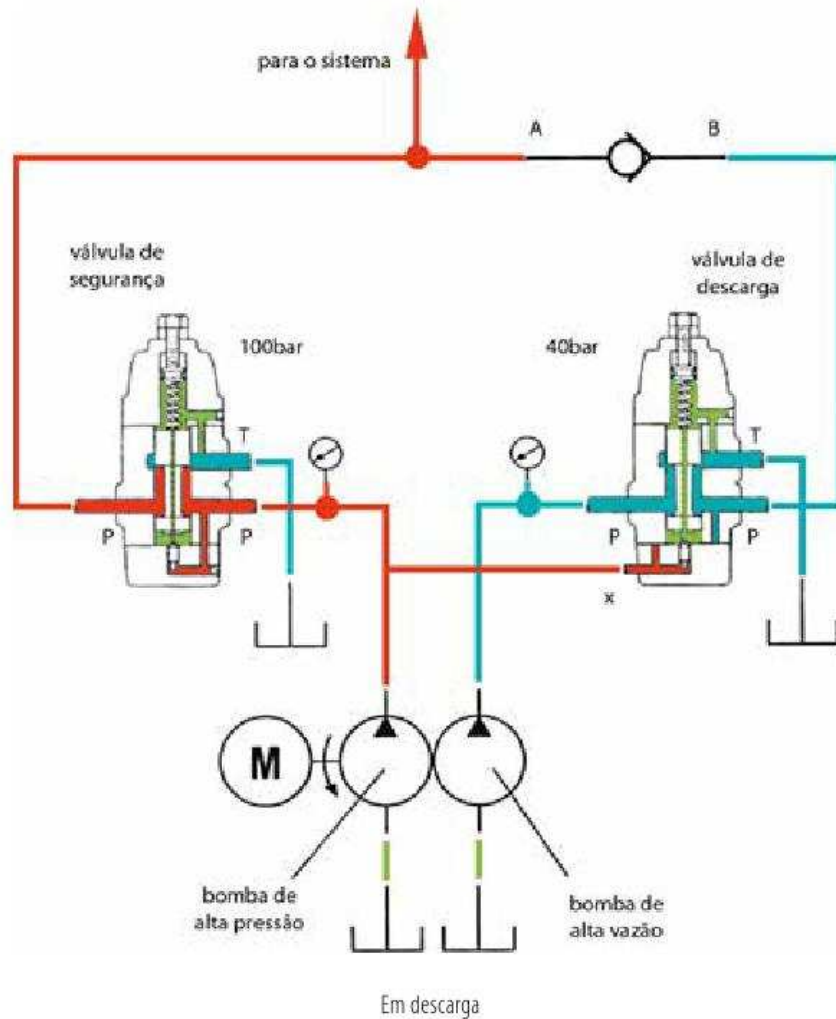 para o sistema
A
B
válvula de
segurança
válvula de
descarga
100bar
40bar
T
T
P
P
P
P
x
M
bomba de
alta pressão
bomba de
alta vazão
Em descarga